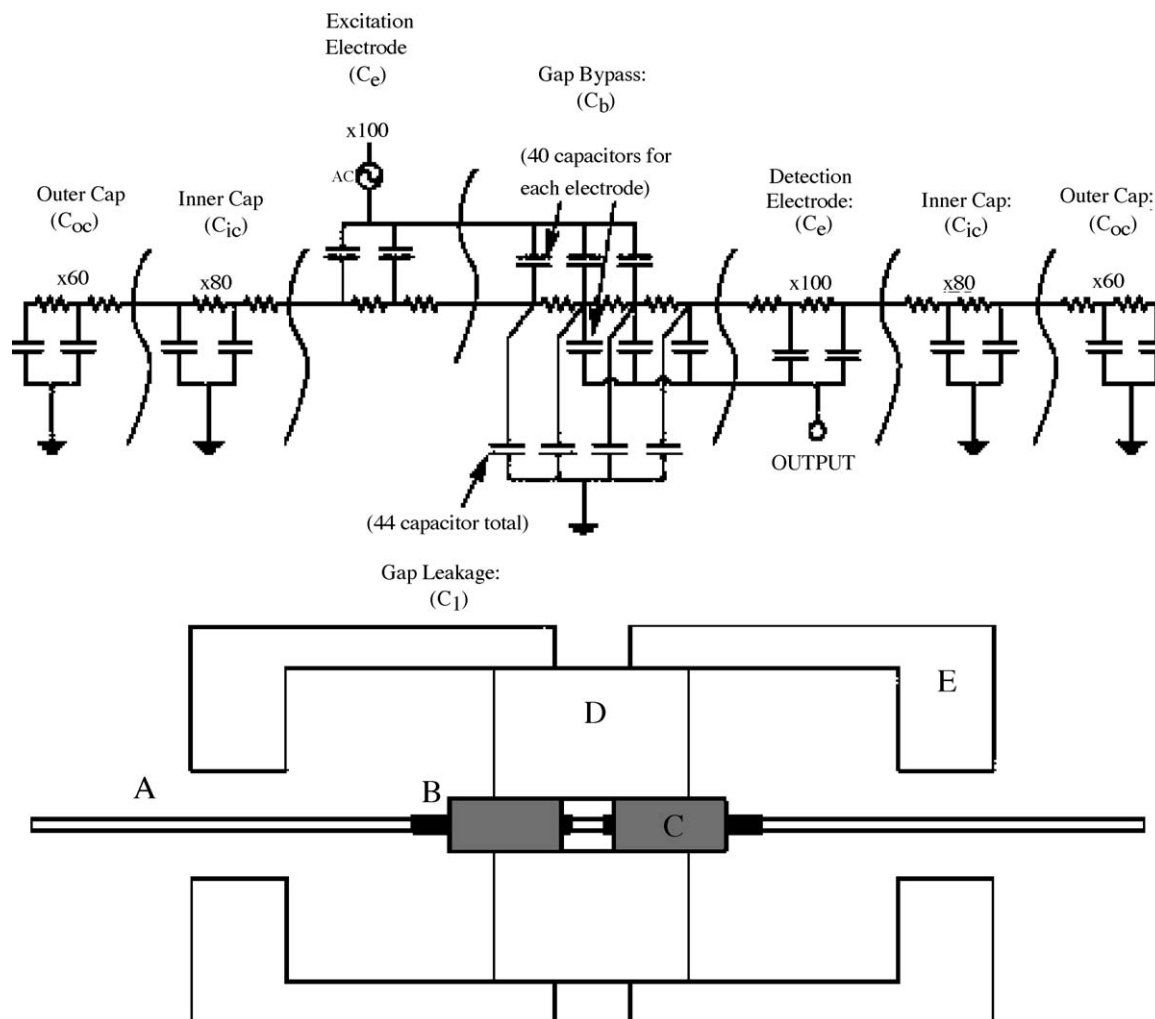 Excitation
Electrode
(Ce)
Gap Bypass:
(Cb)
x100
(40 capacitors for
each electrode)
AC
Outer Cap
(Coc)
Inner Cap
(Cic)
Detection
Electrode:
(Ce)
Inner Cap:
(Cic)
Outer Cap:
(Coc)
x60
x80
x100
x80
x60
OUTPUT
(44 capacitor total)
Gap Leakage:
(C1)
E
D
A
B
C